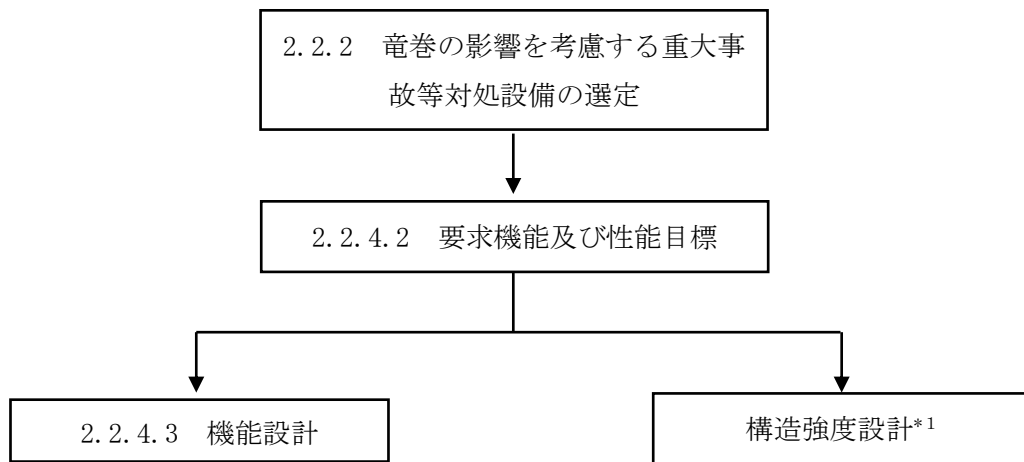 2.2.2　竜巻の影響を考慮する重大事
故等対処設備の選定
2.2.4.2　要求機能及び性能目標
2.2.4.3　機能設計
構造強度設計*1